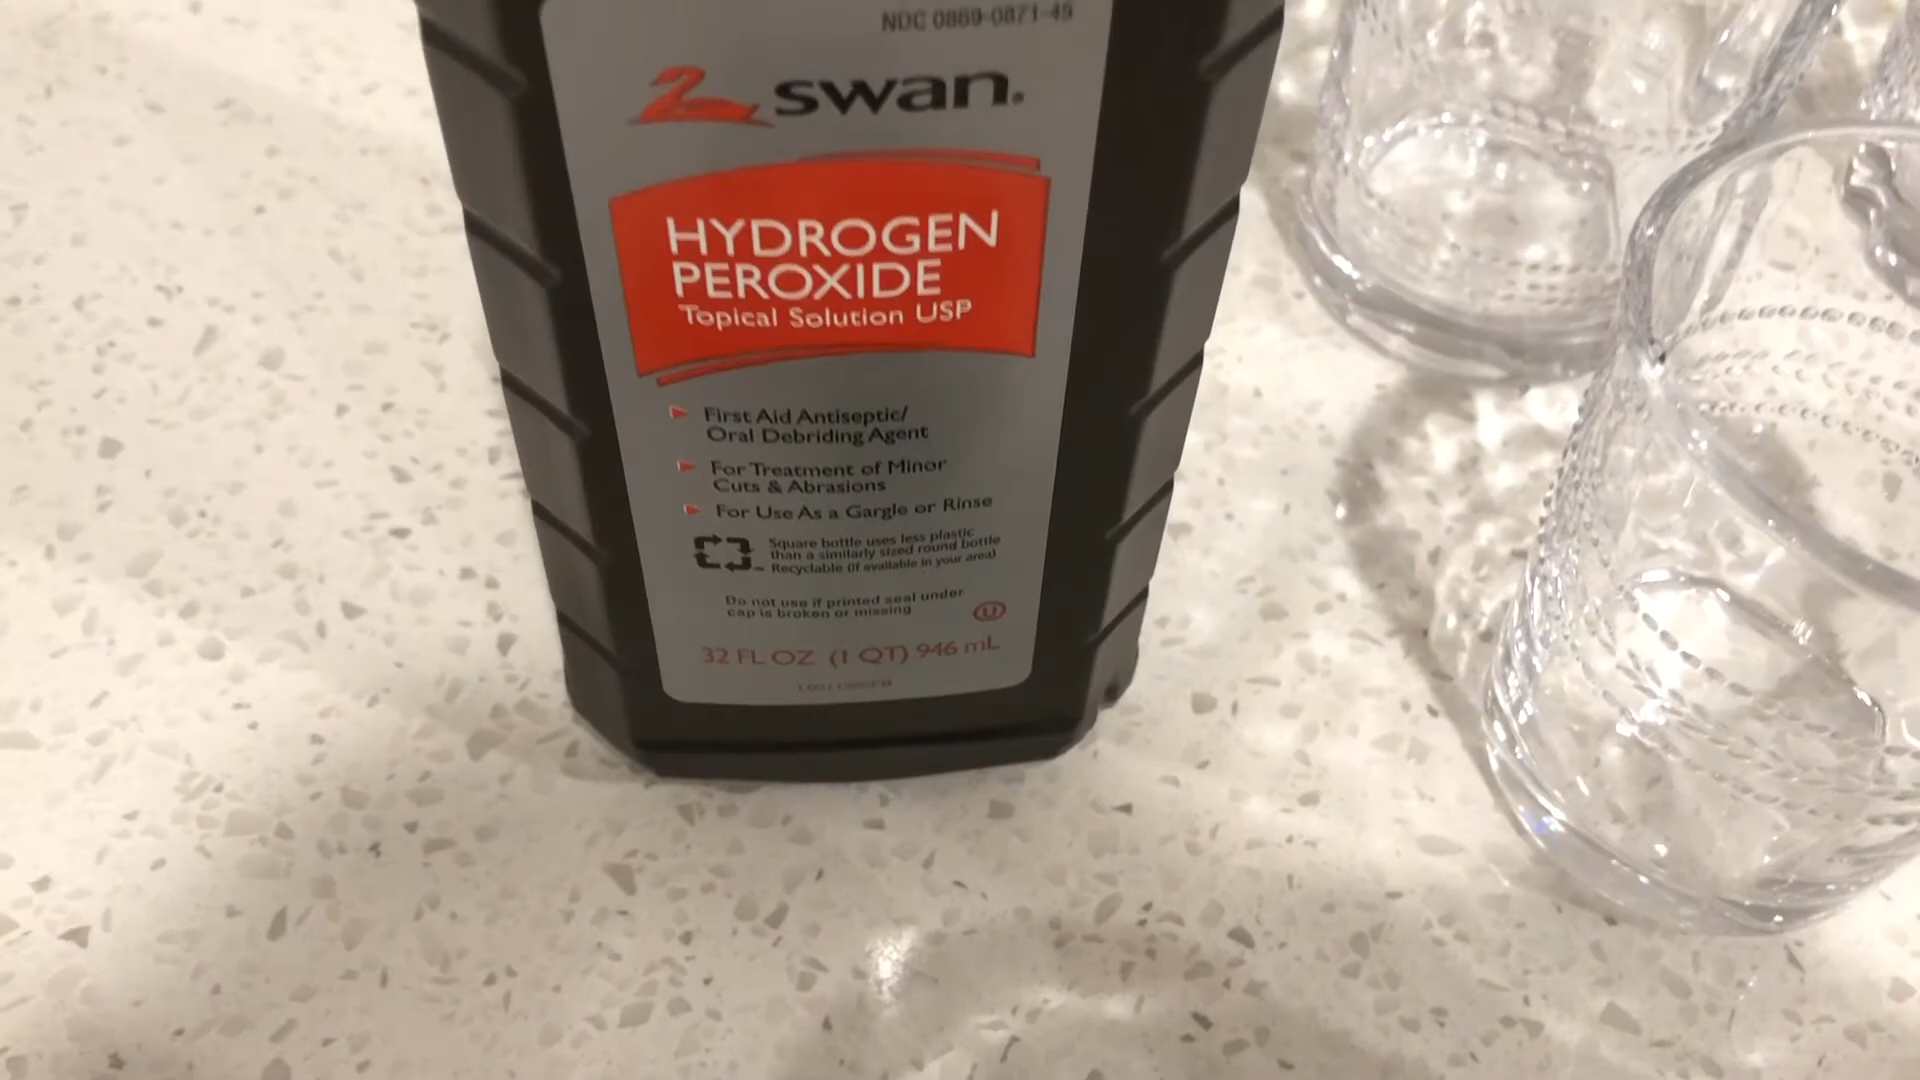 NDC 0869-0871-45
swan®
HYDROGEN
PEROXIDE
Topical Solution USP
First Aid Antiseptic/
Oral Debriding Agent
For Treatment of Minor
Cuts & Abrasions
For Use As a Gargle or Rinse
Square bottle uses less plastic
than a similarly sized round bottle
Recyclable (if available in your area)
Do not use if printed seal under
cap is broken or missing
U
32 FL OZ (1 QT) 946 mL